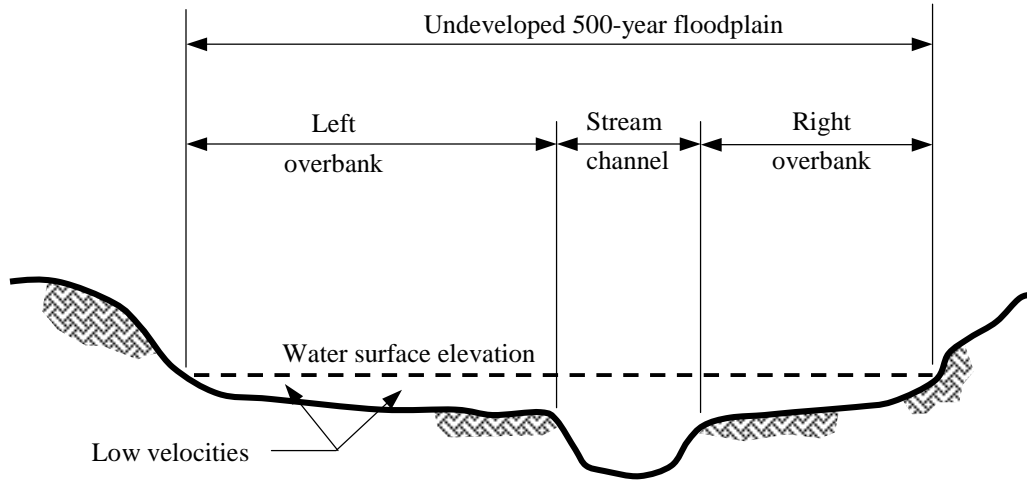 Undeveloped 500-year floodplain
Left
overbank
Stream
channel
Right
overbank
Water surface elevation
Low velocities